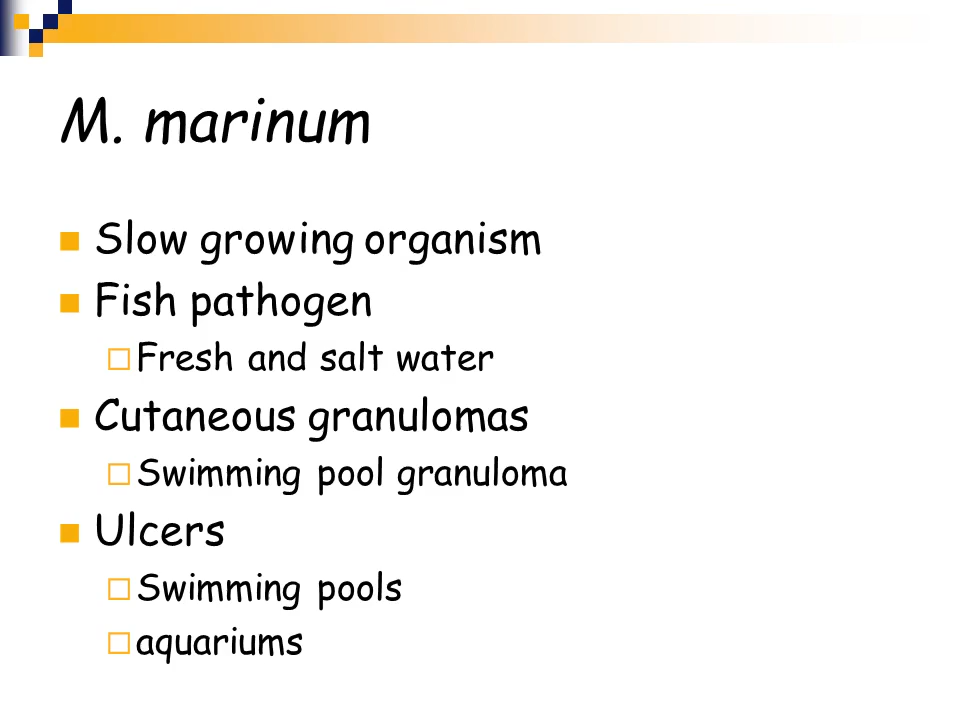 M. marinum
Slow growing organism
Fish pathogen
Fresh and salt water
Cutaneous granulomas
Swimming pool granuloma
Ulcers
Swimming pools
aquariums